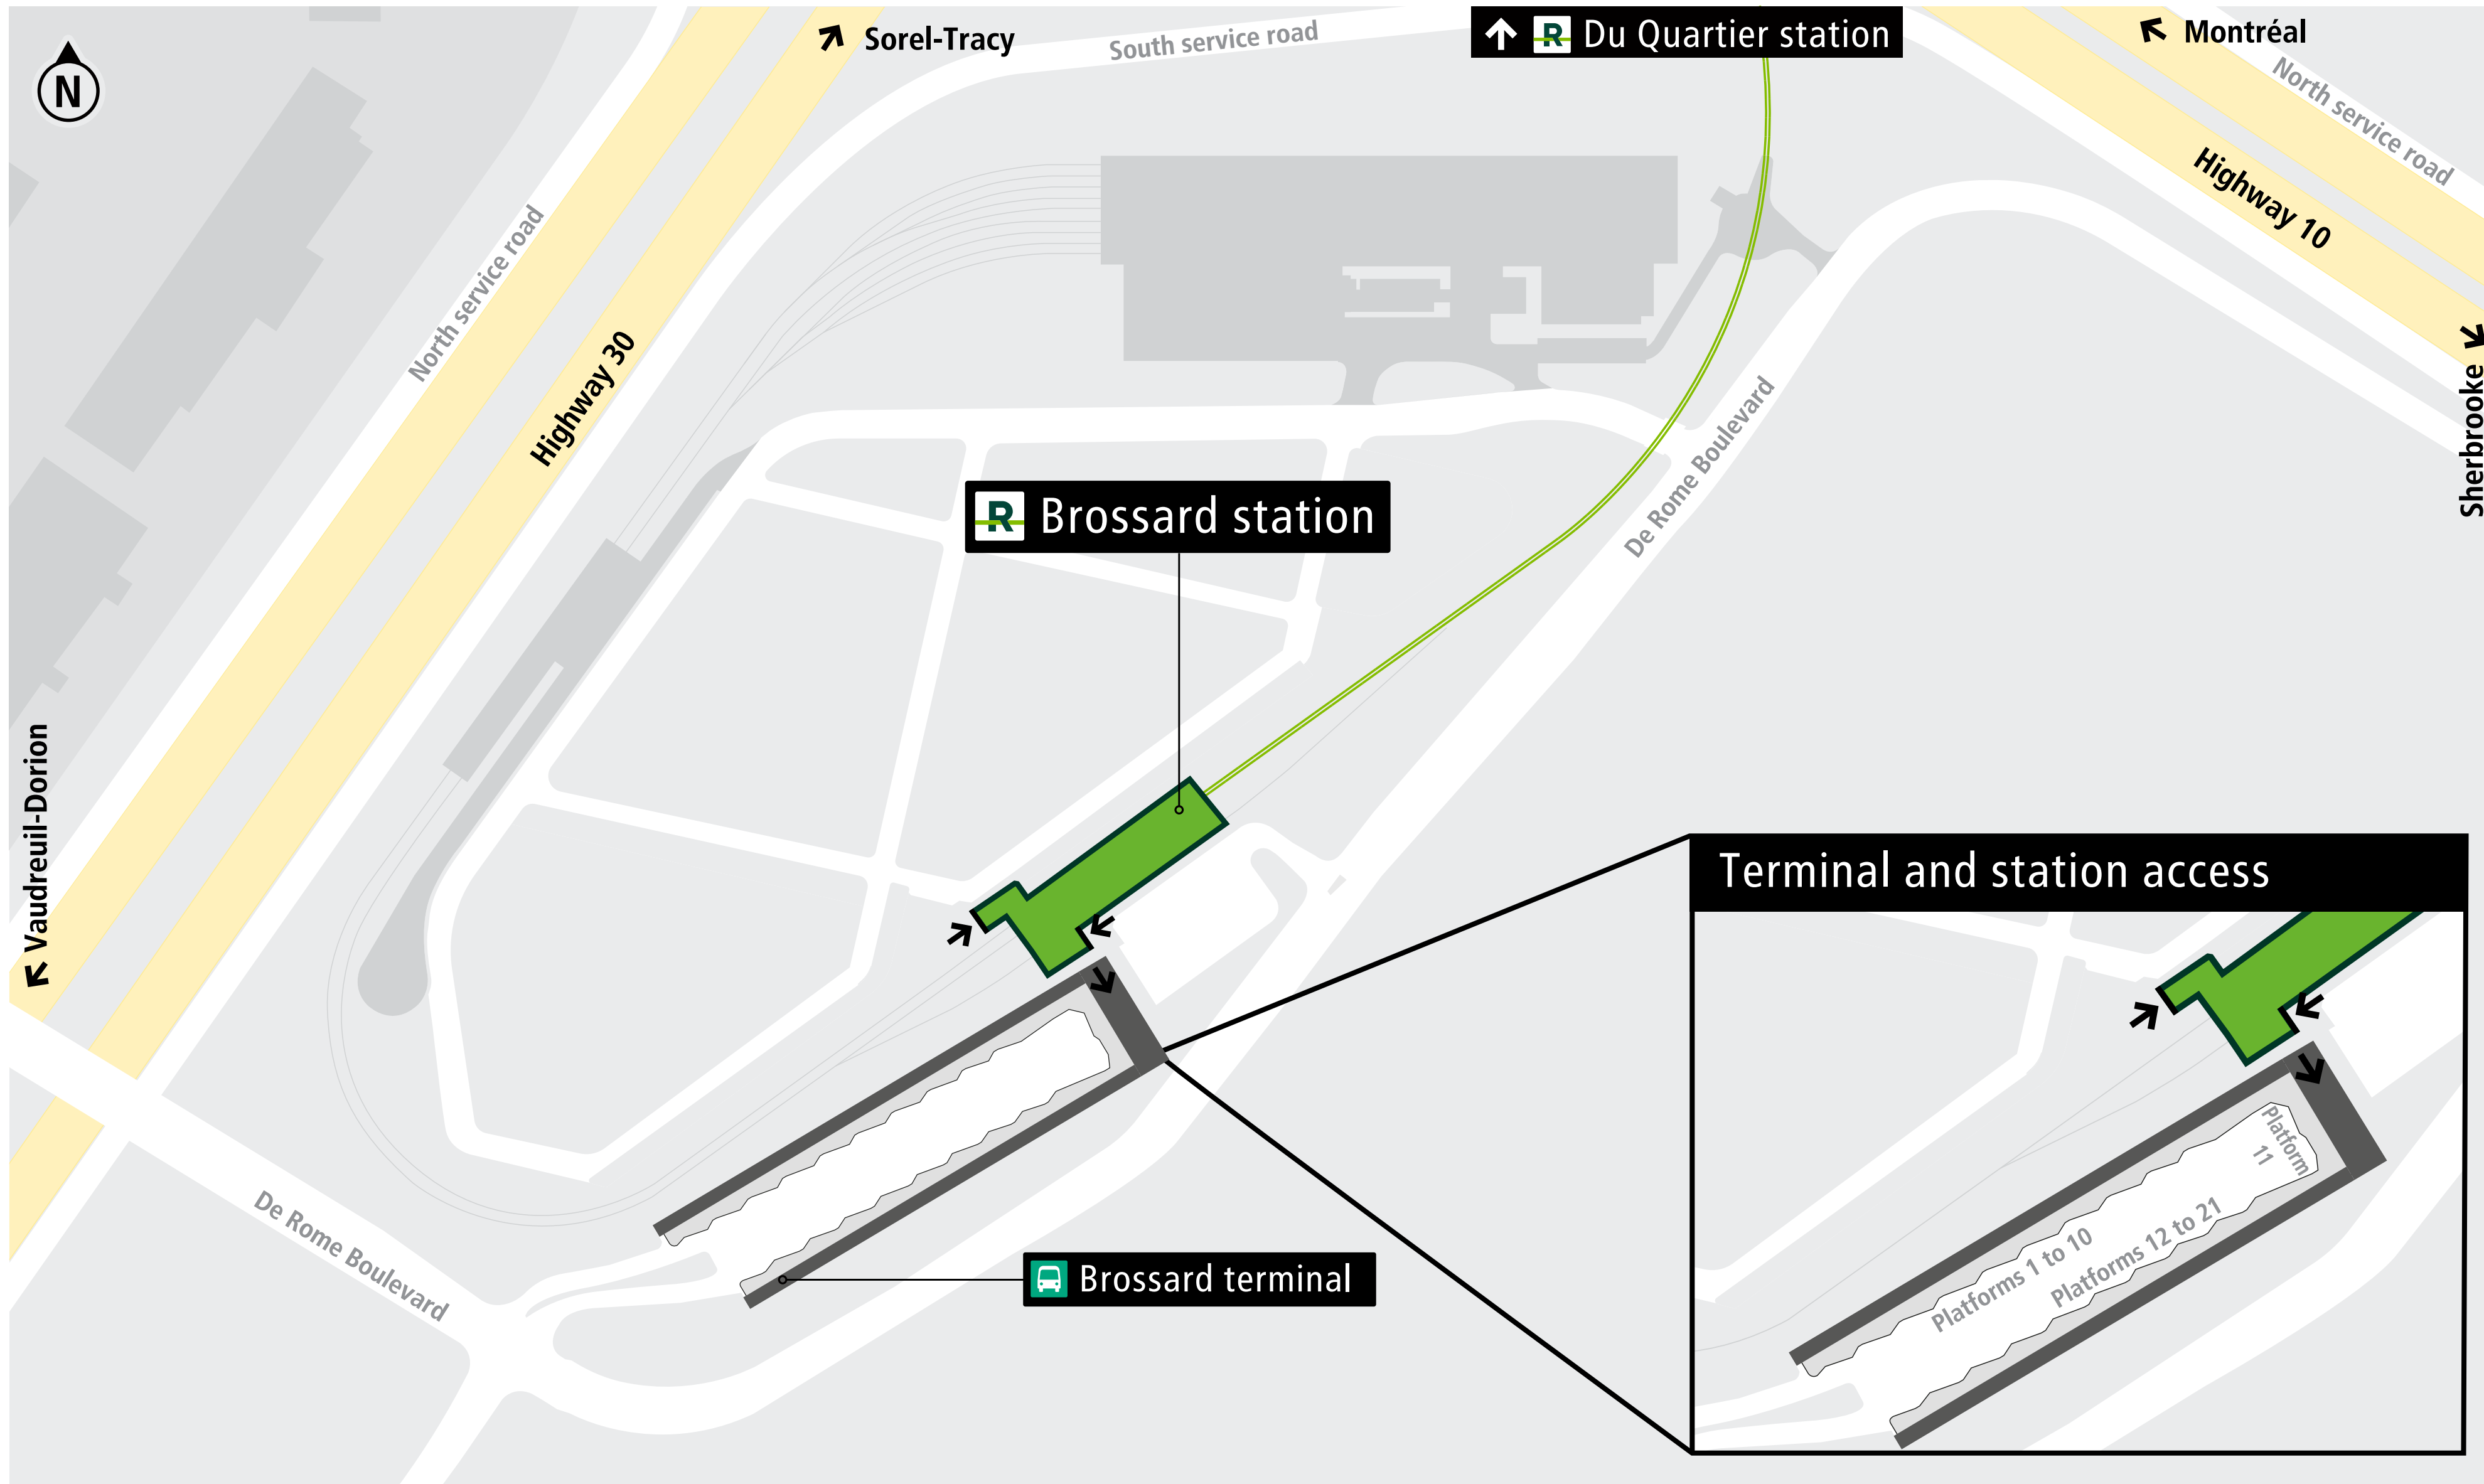 N
Sorel-Tracy
South service road
R Du Quartier station
Montréal
North service road
Highway 10
North service road
Highway 30
Sherbrooke
De Rome Boulevard
R Brossard station
Vaudreuil-Dorion
Terminal and station access
Platform
11
Platforms 1 to 10
Platforms 12 to 21
De Rome Boulevard
Brossard terminal